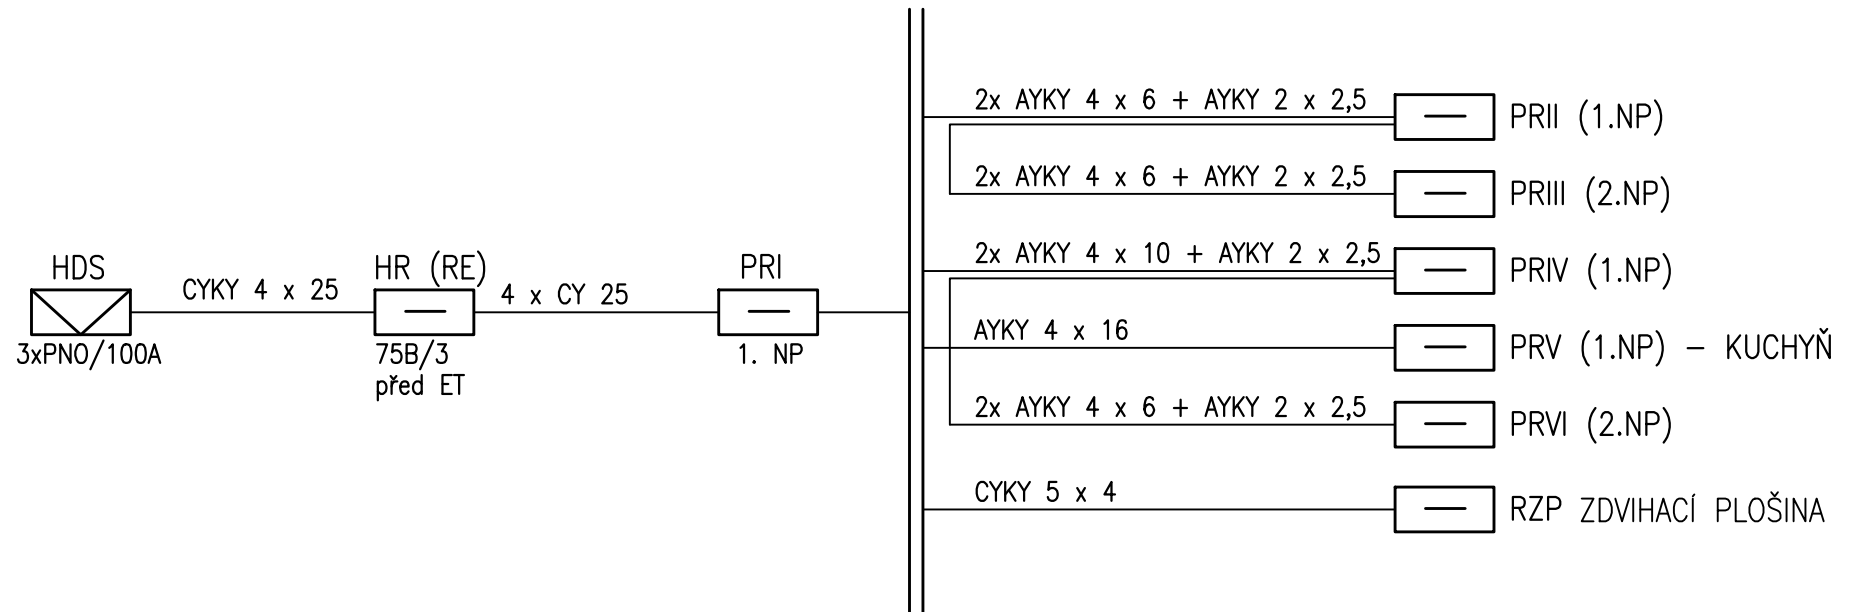 HDS
3xPNO/100A
CYKY 4 x 25
HR (RE)
75B/3
před ET
4 x CY 25
PRI
1. NP
2x AYKY 4 x 6 + AYKY 2 x 2,5
PRII (1.NP)
2x AYKY 4 x 6 + AYKY 2 x 2,5
PRIII (2.NP)
2x AYKY 4 x 10 + AYKY 2 x 2,5
PRIV (1.NP)
AYKY 4 x 16
PRV (1.NP) – KUCHYŇ
2x AYKY 4 x 6 + AYKY 2 x 2,5
PRVI (2.NP)
CYKY 5 x 4
RZP ZDVIHACÍ PLOŠINA